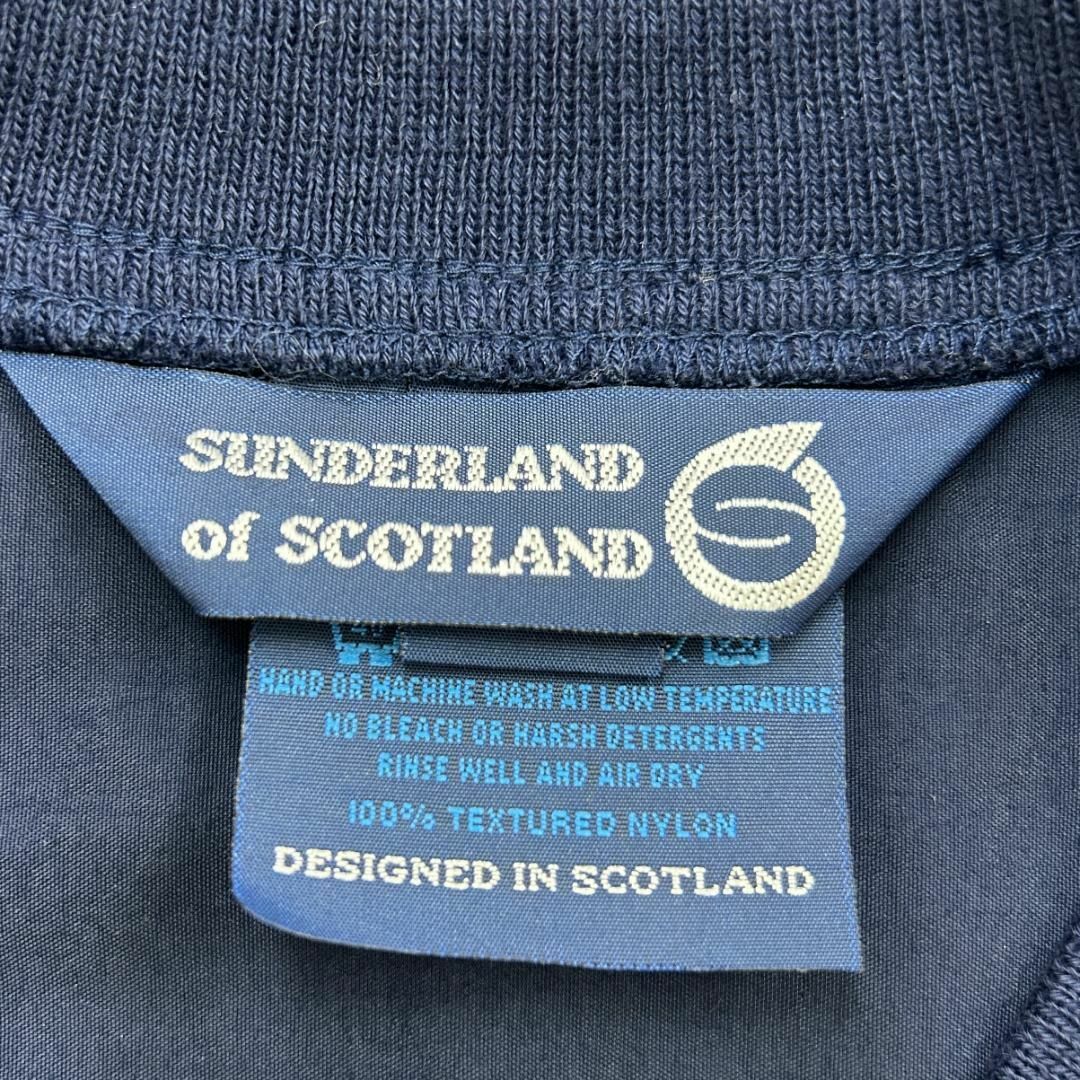 SUNDERLAND
of SCOTLAND
HAND OR MACHINE WASH AT LOW TEMPERATURE
NO BLEACH OR HARSH DETERGENTS
RINSE WELL AND AIR DRY
100% TEXTURED NYLON
DESIGNED IN SCOTLAND